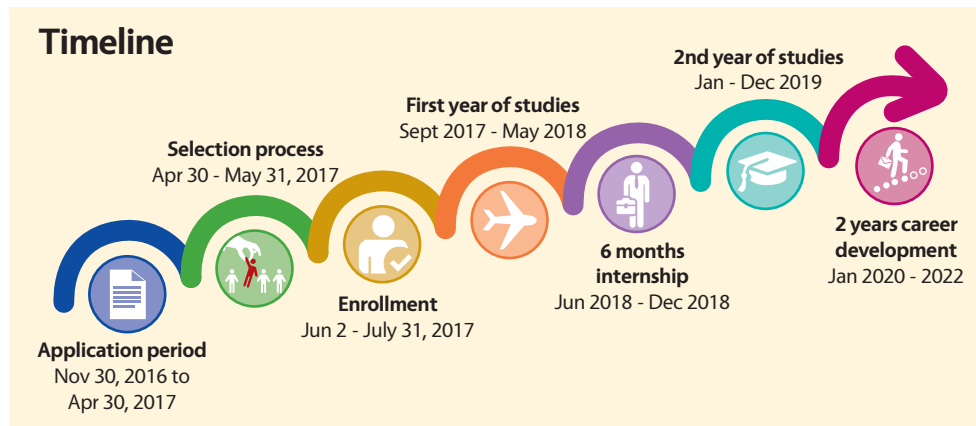 Timeline
Application period
Nov 30, 2016 to
Apr 30, 2017
Selection process
Apr 30 - May 31, 2017
Enrollment
Jun 2 - July 31, 2017
First year of studies
Sept 2017 - May 2018
6 months
internship
Jun 2018 - Dec 2018
2nd year of studies
Jan - Dec 2019
2 years career
development
Jan 2020 - 2022